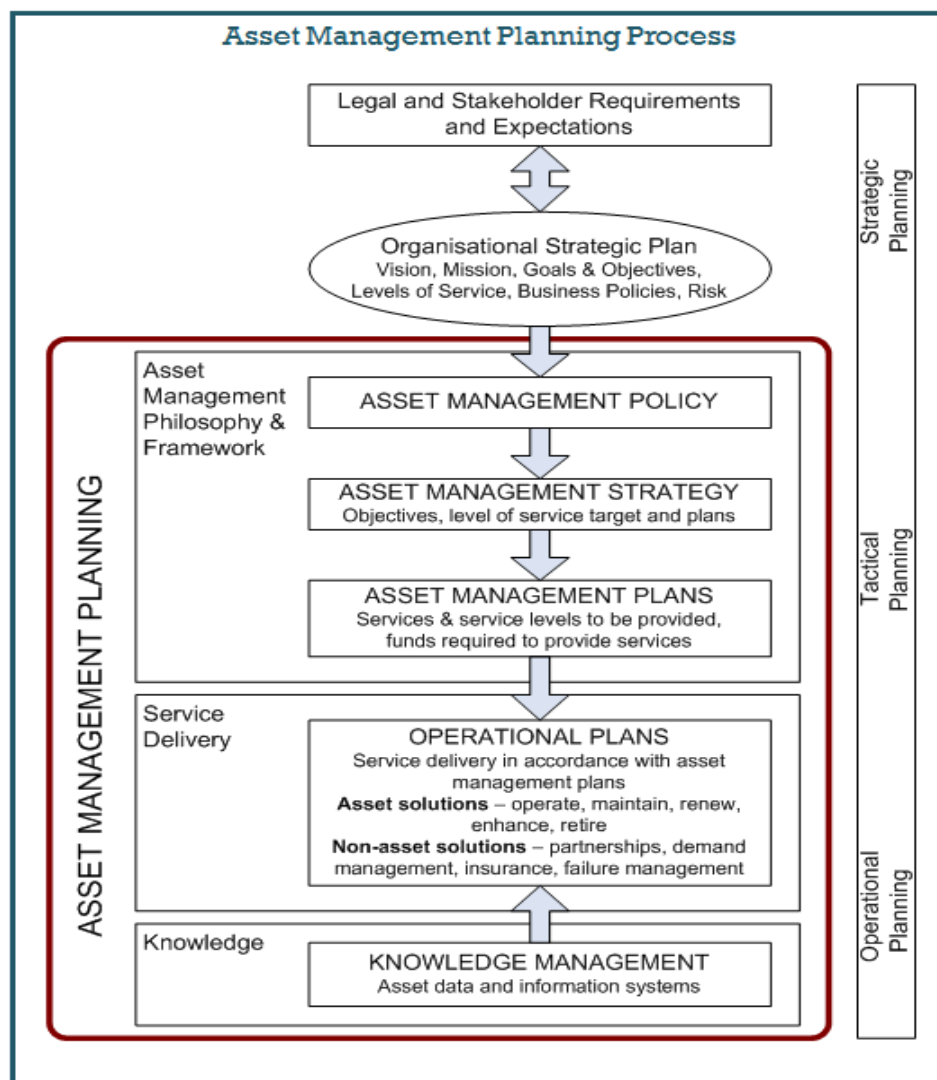 Asset Management Planning Process
Legal and Stakeholder Requirements
and Expectations
Organisational Strategic Plan
Vision, Mission, Goals & Objectives,
Levels of Service, Business Policies, Risk
Strategic
Planning
ASSET MANAGEMENT PLANNING
Asset
Management
Philosophy &
Framework
ASSET MANAGEMENT POLICY
ASSET MANAGEMENT STRATEGY
Objectives, level of service target and plans
ASSET MANAGEMENT PLANS
Services & service levels to be provided,
funds required to provide services
Tactical
Planning
Service
Delivery
OPERATIONAL PLANS
Service delivery in accordance with asset
management plans
Asset solutions – operate, maintain, renew,
enhance, retire
Non-asset solutions – partnerships, demand
management, insurance, failure management
Operational
Planning
Knowledge
KNOWLEDGE MANAGEMENT
Asset data and information systems